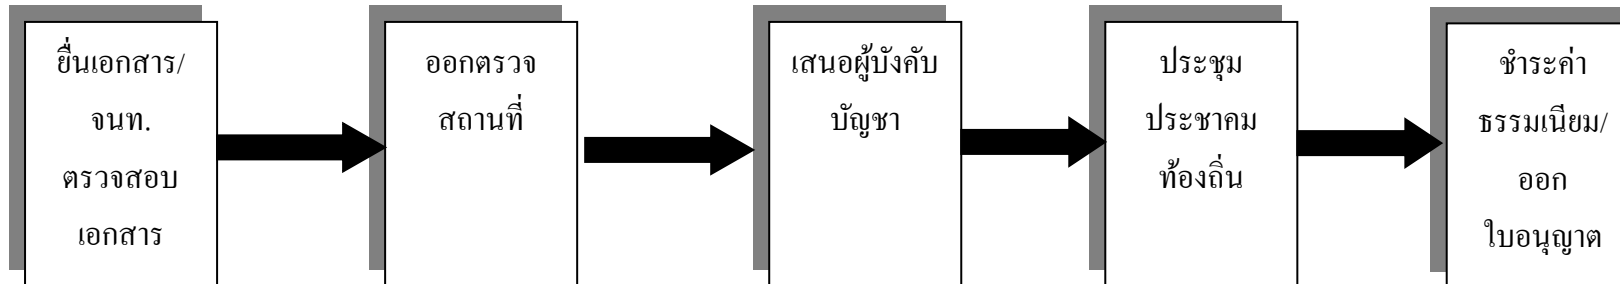 ยื่นเอกสาร/
จนท.
ตรวจสอบ
เอกสาร
ออกตรวจ
สถานที่
เสนอผู้บังคับ
บัญชา
ประชุม
ประชาคม
ท้องถิ่น
ชำระค่า
ธรรมเนียม/
ออก
ใบอนุญาต